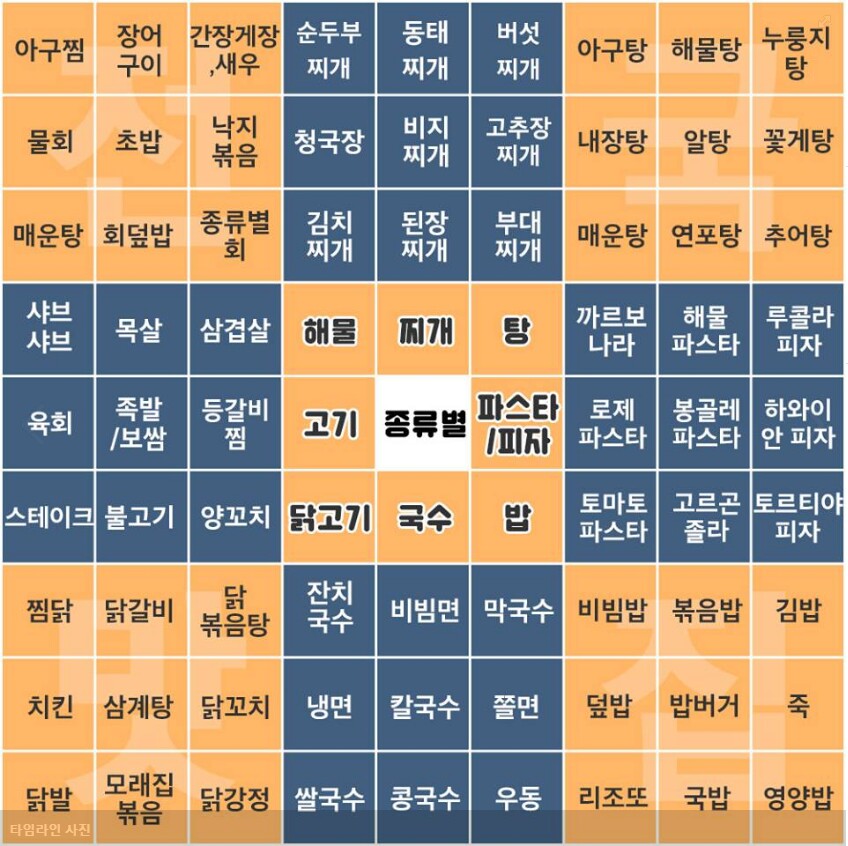 아구찜 장어 구이 간장게장 ,새우 순두부 찌개 동태 찌개 버섯 찌개 아구탕 해물탕 누룽지 탕
물회 초밥 낙지 볶음 청국장 비지 찌개 고추장 찌개 내장탕 알탕 꽃게탕
매운탕 회덮밥 종류별 회 김치 찌개 된장 찌개 부대 찌개 매운탕 연포탕 추어탕
샤브 샤브 목살 삼겹살 해물 찌개 탕 까르보 나라 해물 파스타 루콜라 피자
육회 족발 /보쌈 등갈비 찜 고기 종류별 파스타 /피자 로제 파스타 봉골레 파스타 하와이 안 피자
스테이크 불고기 양꼬치 닭고기 국수 밥 토마토 파스타 고르곤 졸라 토르티야 피자
찜닭 닭갈비 닭 볶음탕 잔치 국수 비빔면 막국수 비빔밥 볶음밥 김밥
치킨 삼계탕 닭꼬치 냉면 칼국수 쫄면 덮밥 밥버거 죽
닭발 모래집 볶음 닭강정 쌀국수 콩국수 우동 리조또 국밥 영양밥
전 국 맛 집
타임라인 사진